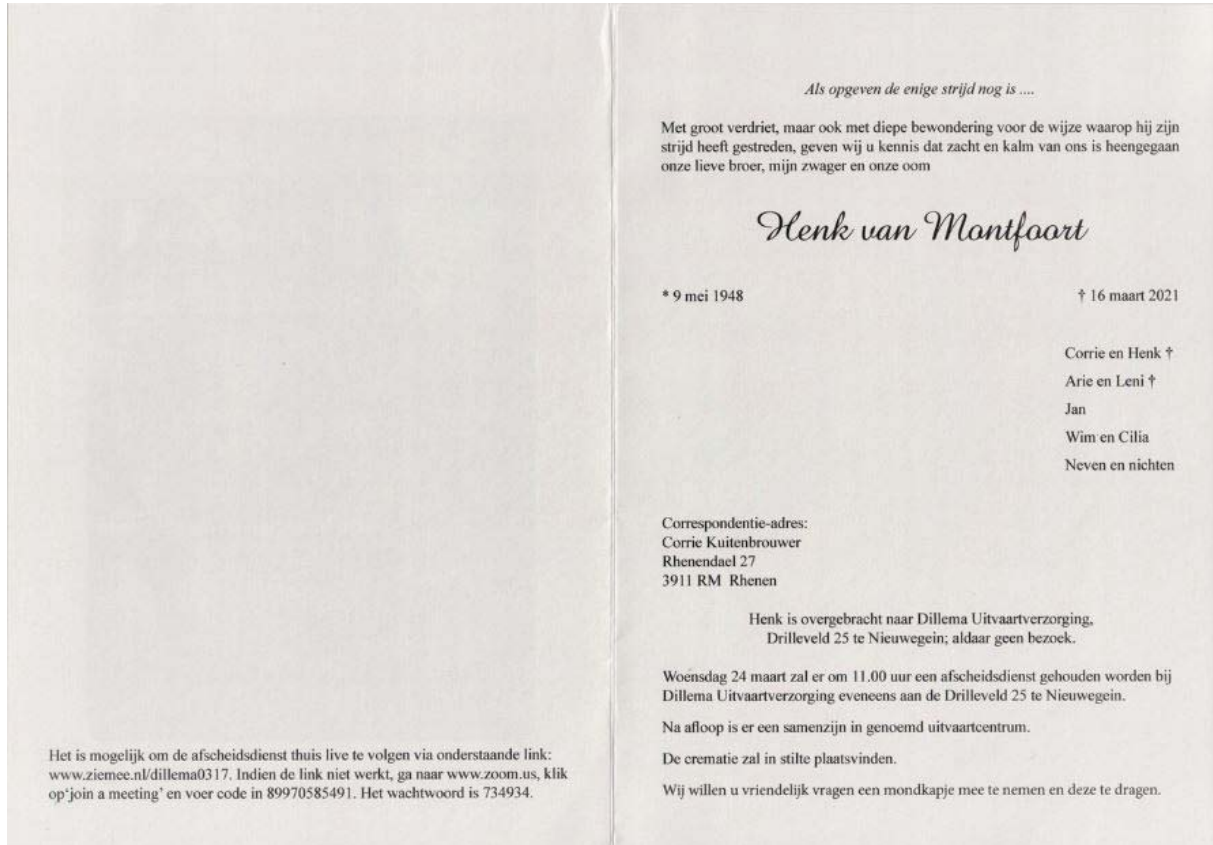 Het is mogelijk om de afscheidsdienst thuis live te volgen via onderstaande link:
www.ziemee.nl/dillema0317. Indien de link niet werkt, ga naar www.zoom.us, klik
op‘join a meeting’ en voer code in 89970585491. Het wachtwoord is 734934.
Als opgeven de enige strijd nog is ....
Met groot verdriet, maar ook met diepe bewondering voor de wijze waarop hij zijn
strijd heeft gestreden, geven wij u kennis dat zacht en kalm van ons is heengegaan
onze lieve broer, mijn zwager en onze oom
Henk van Montfoort
* 9 mei 1948 † 16 maart 2021
Corrie en Henk †
Arie en Leni †
Jan
Wim en Cilia
Neven en nichten
Correspondentie-adres:
Corrie Kuitenbrouwer
Rhenendael 27
3911 RM Rhenen
Henk is overgebracht naar Dillema Uitvaartverzorging,
Drilleveld 25 te Nieuwegein; aldaar geen bezoek.
Woensdag 24 maart zal er om 11.00 uur een afscheidsdienst gehouden worden bij
Dillema Uitvaartverzorging eveneens aan de Drilleveld 25 te Nieuwegein.
Na afloop is er een samenzijn in genoemd uitvaartcentrum.
De crematie zal in stilte plaatsvinden.
Wij willen u vriendelijk vragen een mondkapje mee te nemen en deze te dragen.